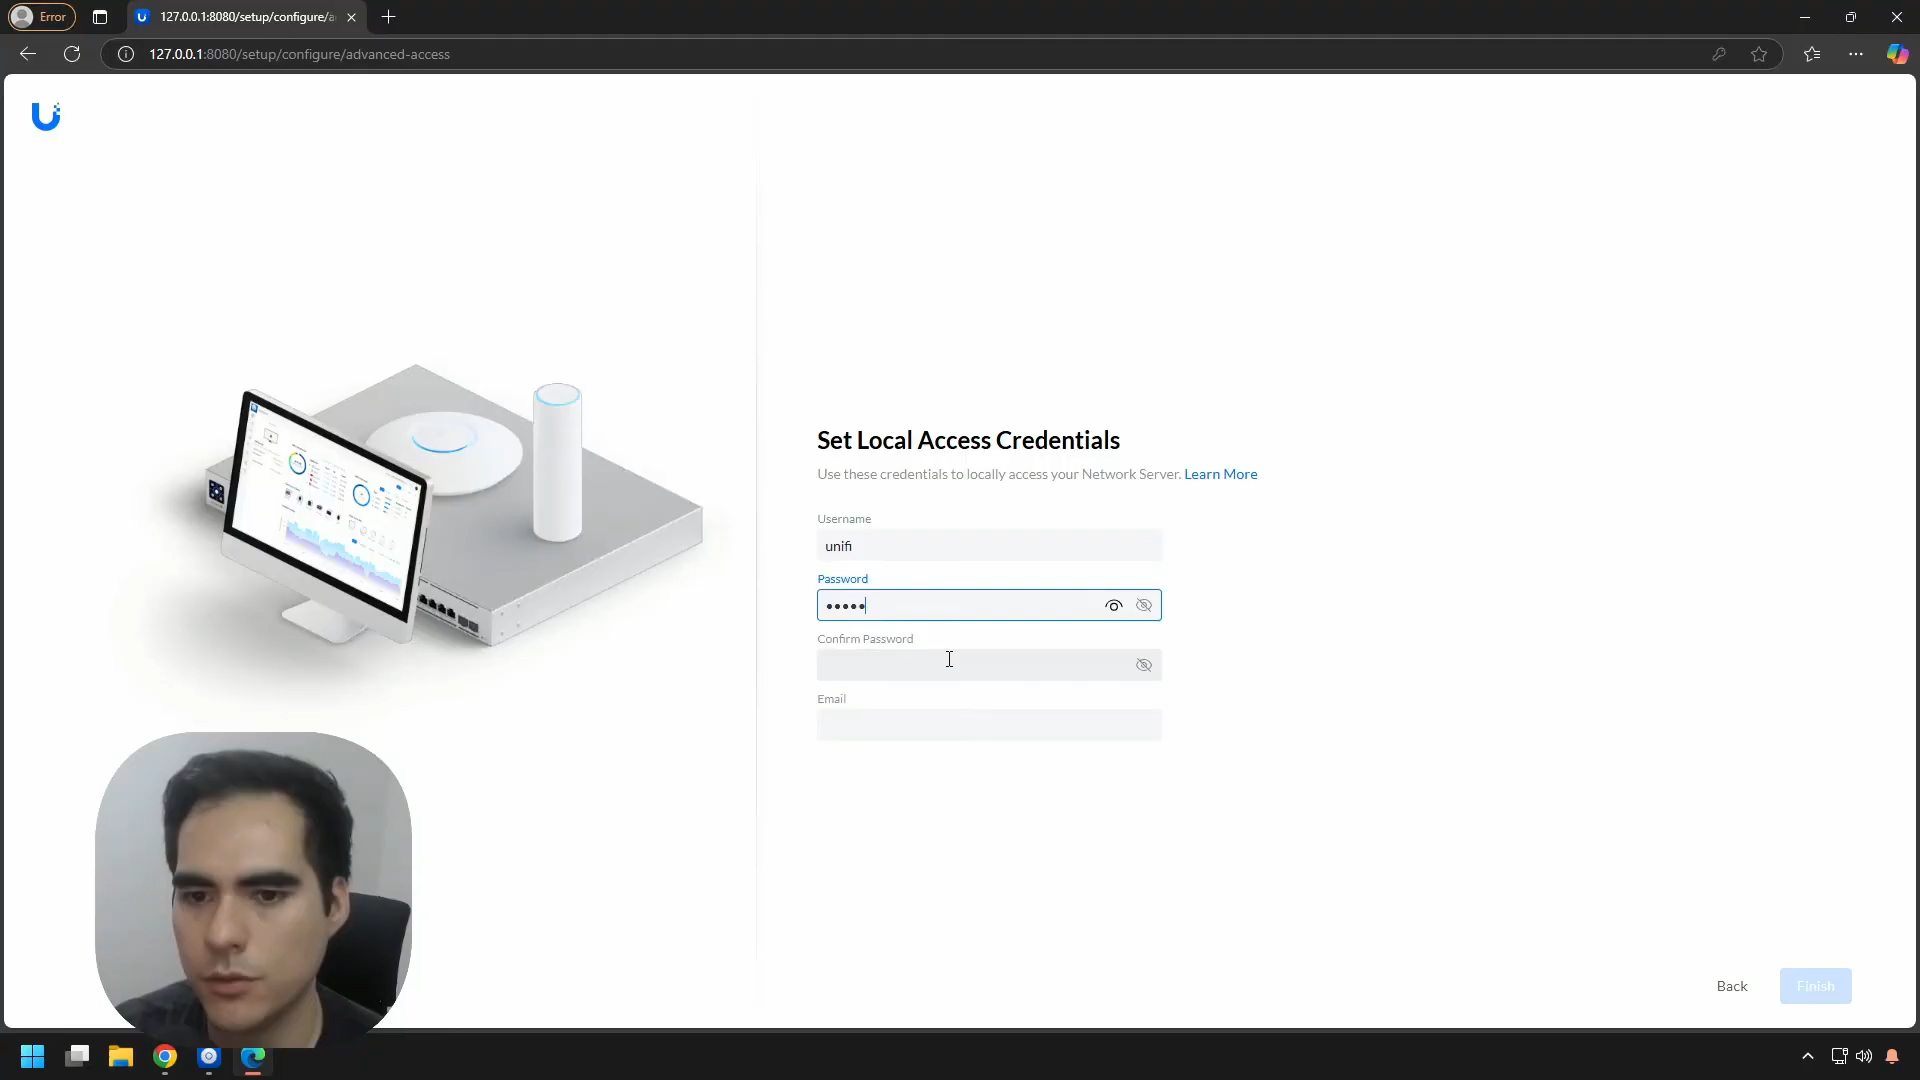 Error
127.0.0.1:8080/setup/configure/a
127.0.0.1:8080/setup/configure/advanced-access
Set Local Access Credentials
Use these credentials to locally access your Network Server. Learn More
Username
unifi
Password
•••••
Confirm Password
Email
Back
Finish